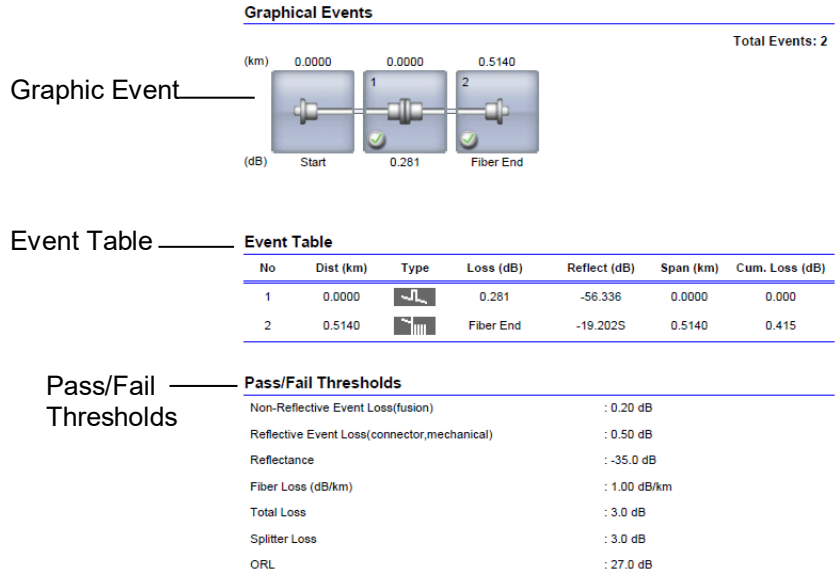 Graphical Events
Total Events: 2
(km) 0.0000 0.0000 0.5140
Graphic Event
1 2
(dB) Start 0.281 Fiber End
Event Table
Event Table
No Dist (km) Type Loss (dB) Reflect (dB) Span (km) Cum. Loss (dB)
1 0.0000 0.281 -56.336 0.0000 0.000
2 0.5140 Fiber End -19.202S 0.5140 0.415
Pass/Fail
Thresholds
Pass/Fail Thresholds
Non-Reflective Event Loss(fusion) : 0.20 dB
Reflective Event Loss(connector,mechanical) : 0.50 dB
Reflectance : -35.0 dB
Fiber Loss (dB/km) : 1.00 dB/km
Total Loss : 3.0 dB
Splitter Loss : 3.0 dB
ORL : 27.0 dB